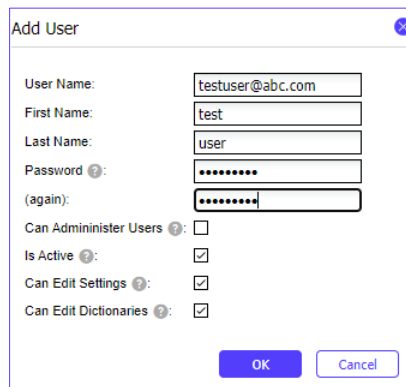 Add User
User Name: testuser@abc.com
First Name: test
Last Name: user
Password ?: •••••••••
(again): •••••••••
Can Admininister Users ?:
Is Active ?:
Can Edit Settings ?:
Can Edit Dictionaries ?:
OK Cancel